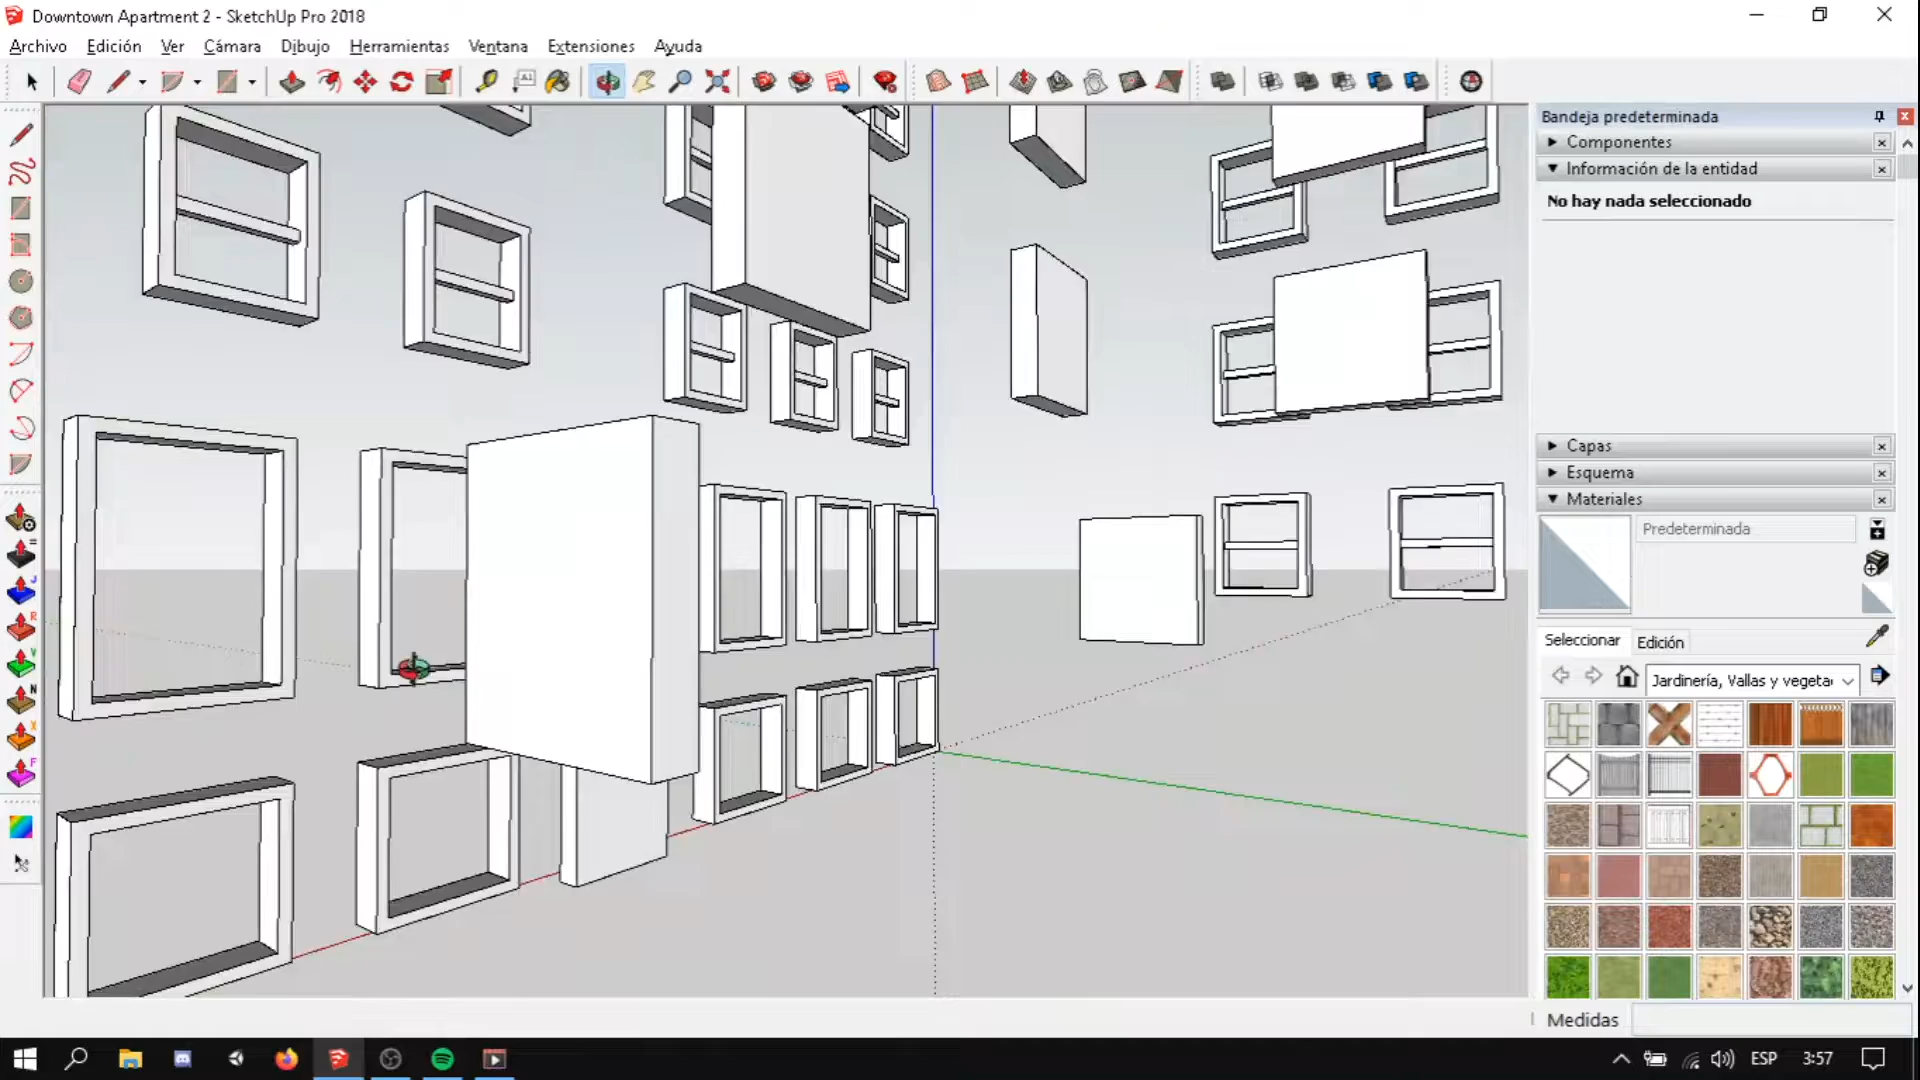 Downtown Apartment 2 - SketchUp Pro 2018
Archivo Edición Ver Cámara Dibujo Herramientas Ventana Extensiones Ayuda
A1
Bandeja predeterminada
Componentes
Información de la entidad
No hay nada seleccionado
Capas
Esquema
Materiales
Predeterminada
Seleccionar Edición
Jardinería, Vallas y vegeta
J
R
V
N
X
F
Medidas
ESP 3:57